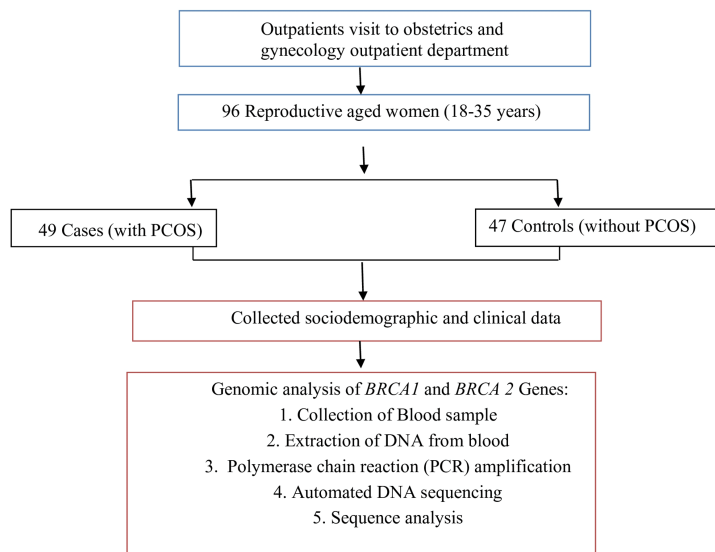 Outpatients visit to obstetrics and
gynecology outpatient department
96 Reproductive aged women (18-35 years)
49 Cases (with PCOS)
47 Controls (without PCOS)
Collected sociodemographic and clinical data
Genomic analysis of BRCA1 and BRCA 2 Genes:
1. Collection of Blood sample
2. Extraction of DNA from blood
3. Polymerase chain reaction (PCR) amplification
4. Automated DNA sequencing
5. Sequence analysis